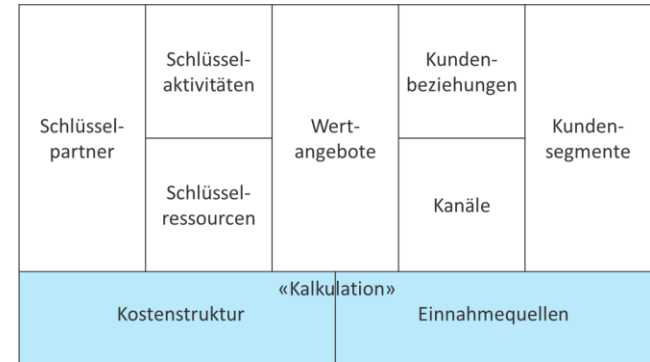 Schlüssel-
partner
Schlüssel-
aktivitäten
Schlüssel-
ressourcen
Wert-
angebote
Kunden-
beziehungen
Kanäle
Kunden-
segmente
«Kalkulation»
Kostenstruktur
Einnahmequellen